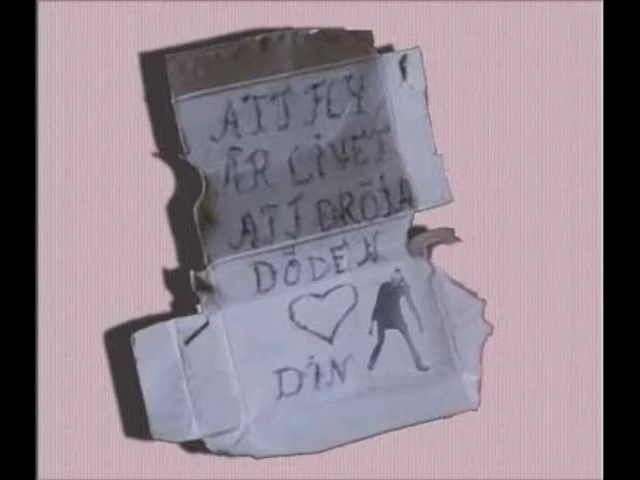 ATT FLY
ÄR LIVET
ATT DRÖJA
DÖDEN
DIN